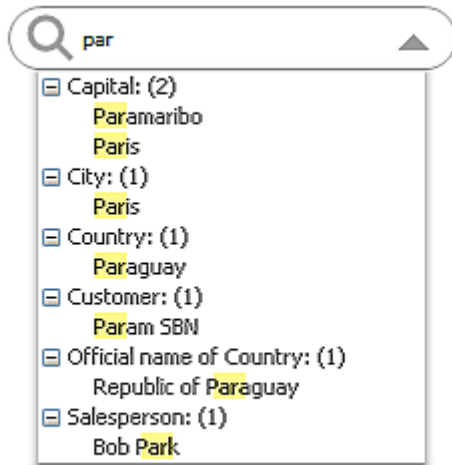 par
Capital: (2)
Paramaribo
Paris
City: (1)
Paris
Country: (1)
Paraguay
Customer: (1)
Param SBN
Official name of Country: (1)
Republic of Paraguay
Salesperson: (1)
Bob Park